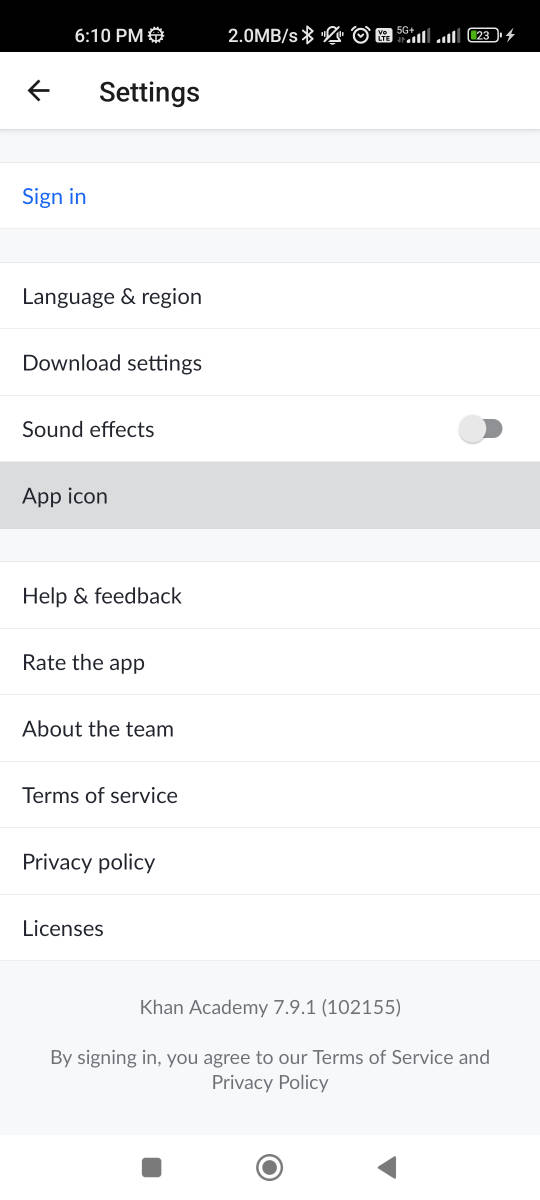 6:10 PM 2.0MB/s Vo LTE 5G+ 23
Settings
Sign in
Language & region
Download settings
Sound effects
App icon
Help & feedback
Rate the app
About the team
Terms of service
Privacy policy
Licenses
Khan Academy 7.9.1 (102155)
By signing in, you agree to our Terms of Service and
Privacy Policy